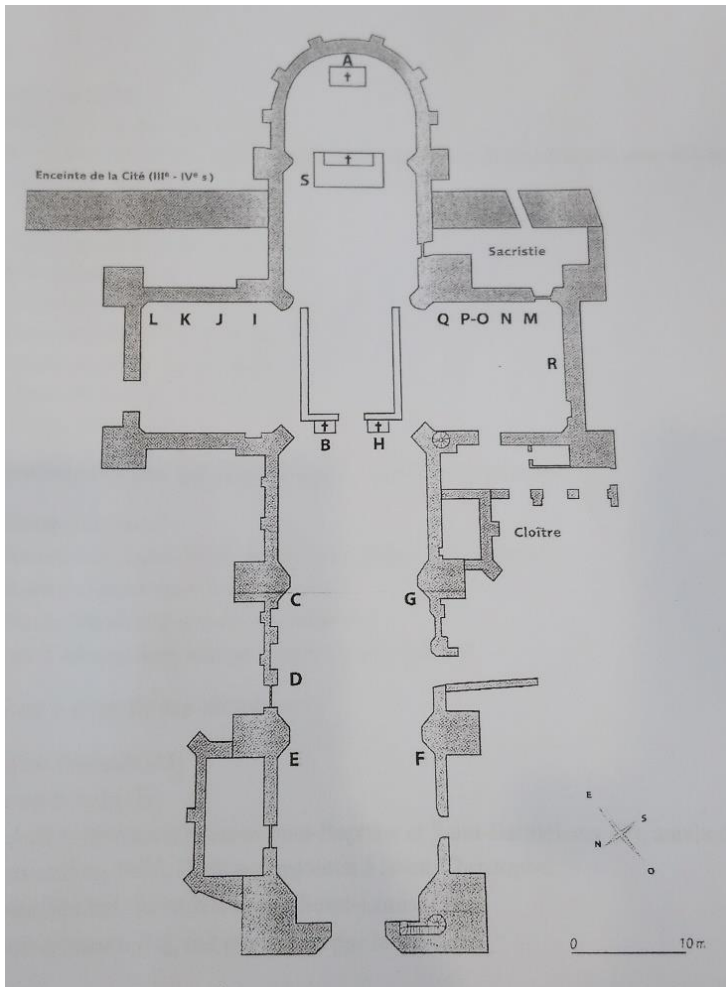 A
S
Enceinte de la Cité (IIIᵉ - IVᵉ s)
Sacristie
L K J I
Q P-O N M
R
B H
Cloître
C G
D
E F
E
S
N
O
0 10 m